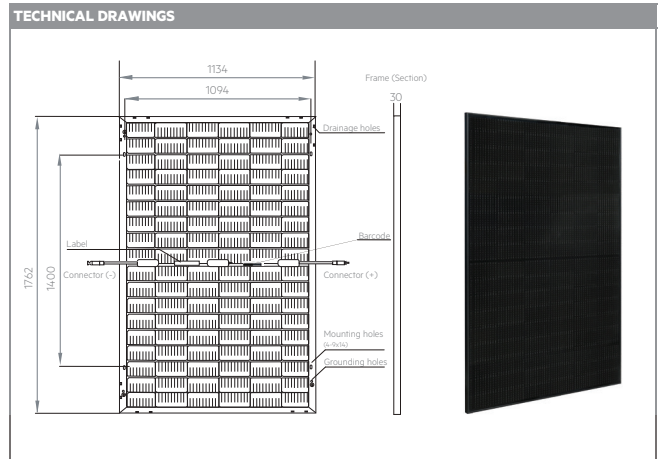 TECHNICAL DRAWINGS
1134
1094
Frame (Section)
30
Drainage holes
Label
Barcode
Connector (-)
Connector (+)
1762
1400
Mounting holes
(4-9x14)
Grounding holes